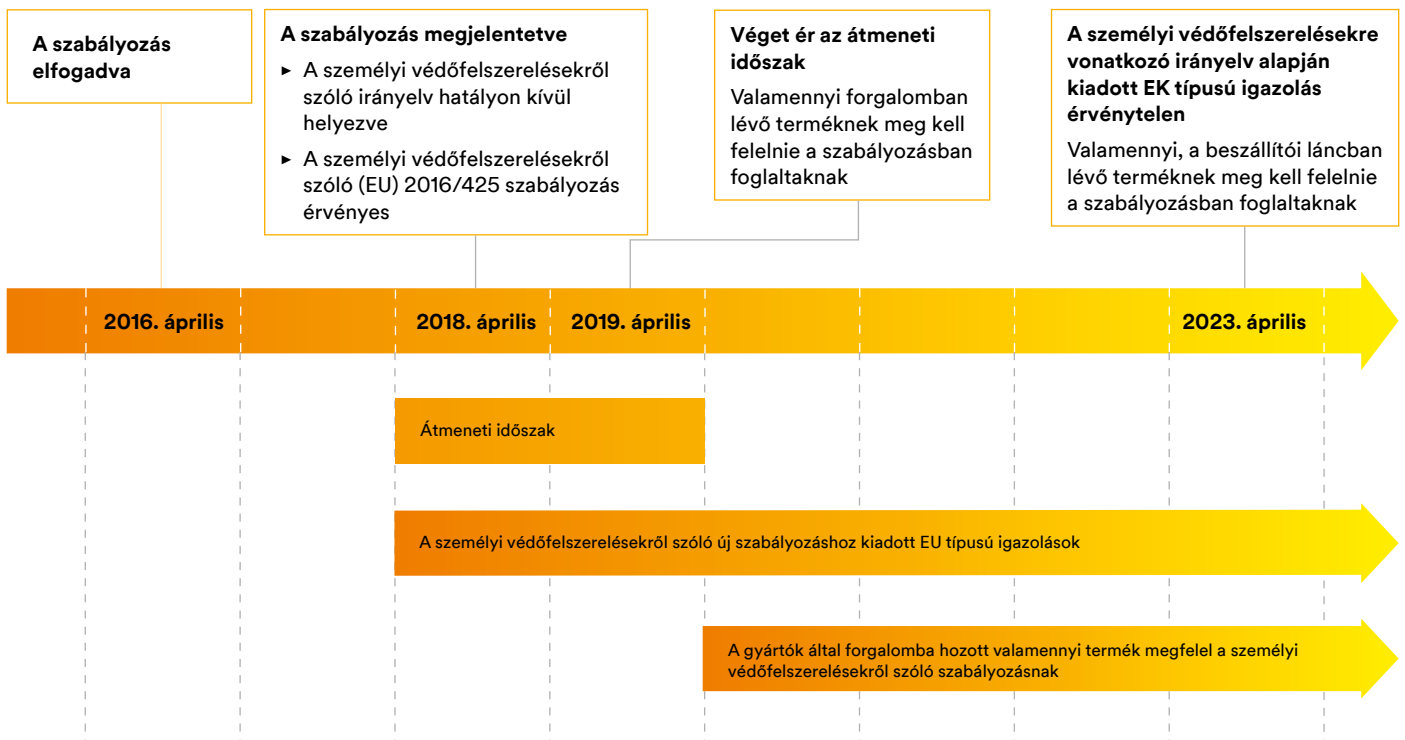 A szabályozás
elfogadva
A szabályozás megjelentetve
► A személyi védőfelszerelésekről
szóló irányelv hatályon kívül
helyezve
► A személyi védőfelszerelésekről
szóló (EU) 2016/425 szabályozás
érvényes
Véget ér az átmeneti
időszak
Valamennyi forgalomban
lévő terméknek meg kell
felelnie a szabályozásban
foglaltaknak
A személyi védőfelszerelésekre
vonatkozó irányelv alapján
kiadott EK típusú igazolás
érvénytelen
Valamennyi, a beszállítói láncban
lévő terméknek meg kell felelnie
a szabályozásban foglaltaknak
2016. április
2018. április
2019. április
2023. április
Átmeneti időszak
A személyi védőfelszerelésekről szóló új szabályozáshoz kiadott EU típusú igazolások
A gyártók által forgalomba hozott valamennyi termék megfelel a személyi
védőfelszerelésekről szóló szabályozásnak